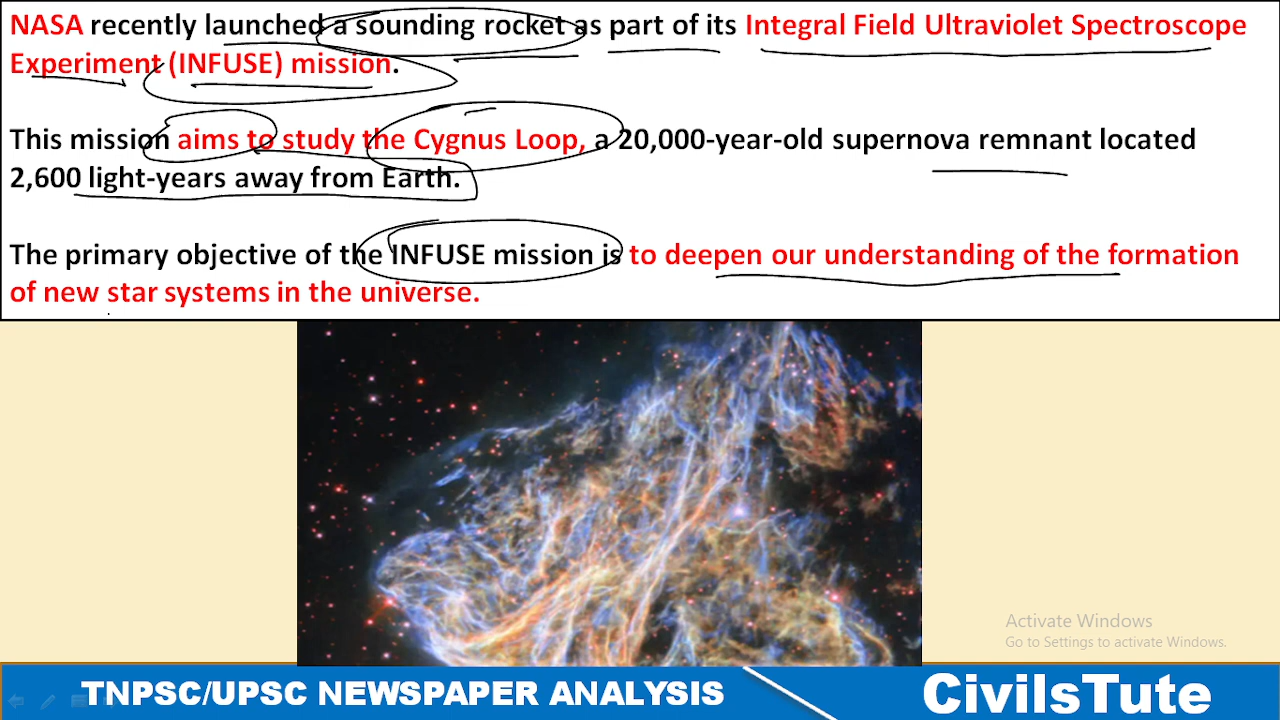 NASA recently launched a sounding rocket as part of its Integral Field Ultraviolet Spectroscope
Experiment (INFUSE) mission.
This mission aims to study the Cygnus Loop, a 20,000-year-old supernova remnant located
2,600 light-years away from Earth.
The primary objective of the INFUSE mission is to deepen our understanding of the formation
of new star systems in the universe.
Activate Windows
Go to Settings to activate Windows.
TNPSC/UPSC NEWSPAPER ANALYSIS
CivilsTute